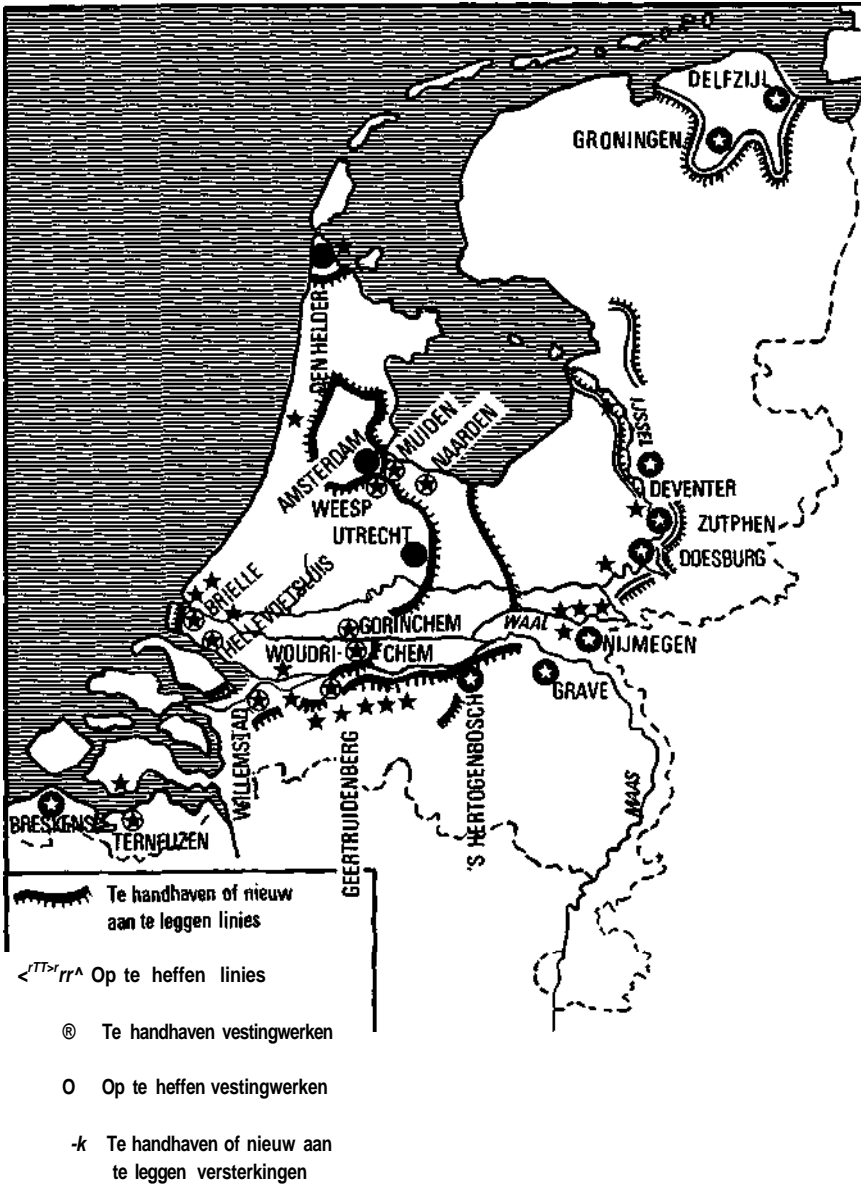 DELFZIJL
GRONINGEN
DEN HELDER
IJSSEL
AMSTERDAM
MUIDEN
NAARDEN
WEESP
UTRECHT
DEVENTER
ZUTPHEN
DOESBURG
BRIELLE
HELLEVOETSLUIS
GORINCHEM
WOUDRI-
CHEM
WAAL
NIJMEGEN
GRAVE
WILLEMSTAD
GEERTRUIDENBERG
'S HERTOGENBOSCH
MAAS
BRESKENS
TERNEUZEN
Te handhaven of nieuw
aan te leggen linies
Op te heffen linies
® Te handhaven vestingwerken
O Op te heffen vestingwerken
-k Te handhaven of nieuw aan
te leggen versterkingen